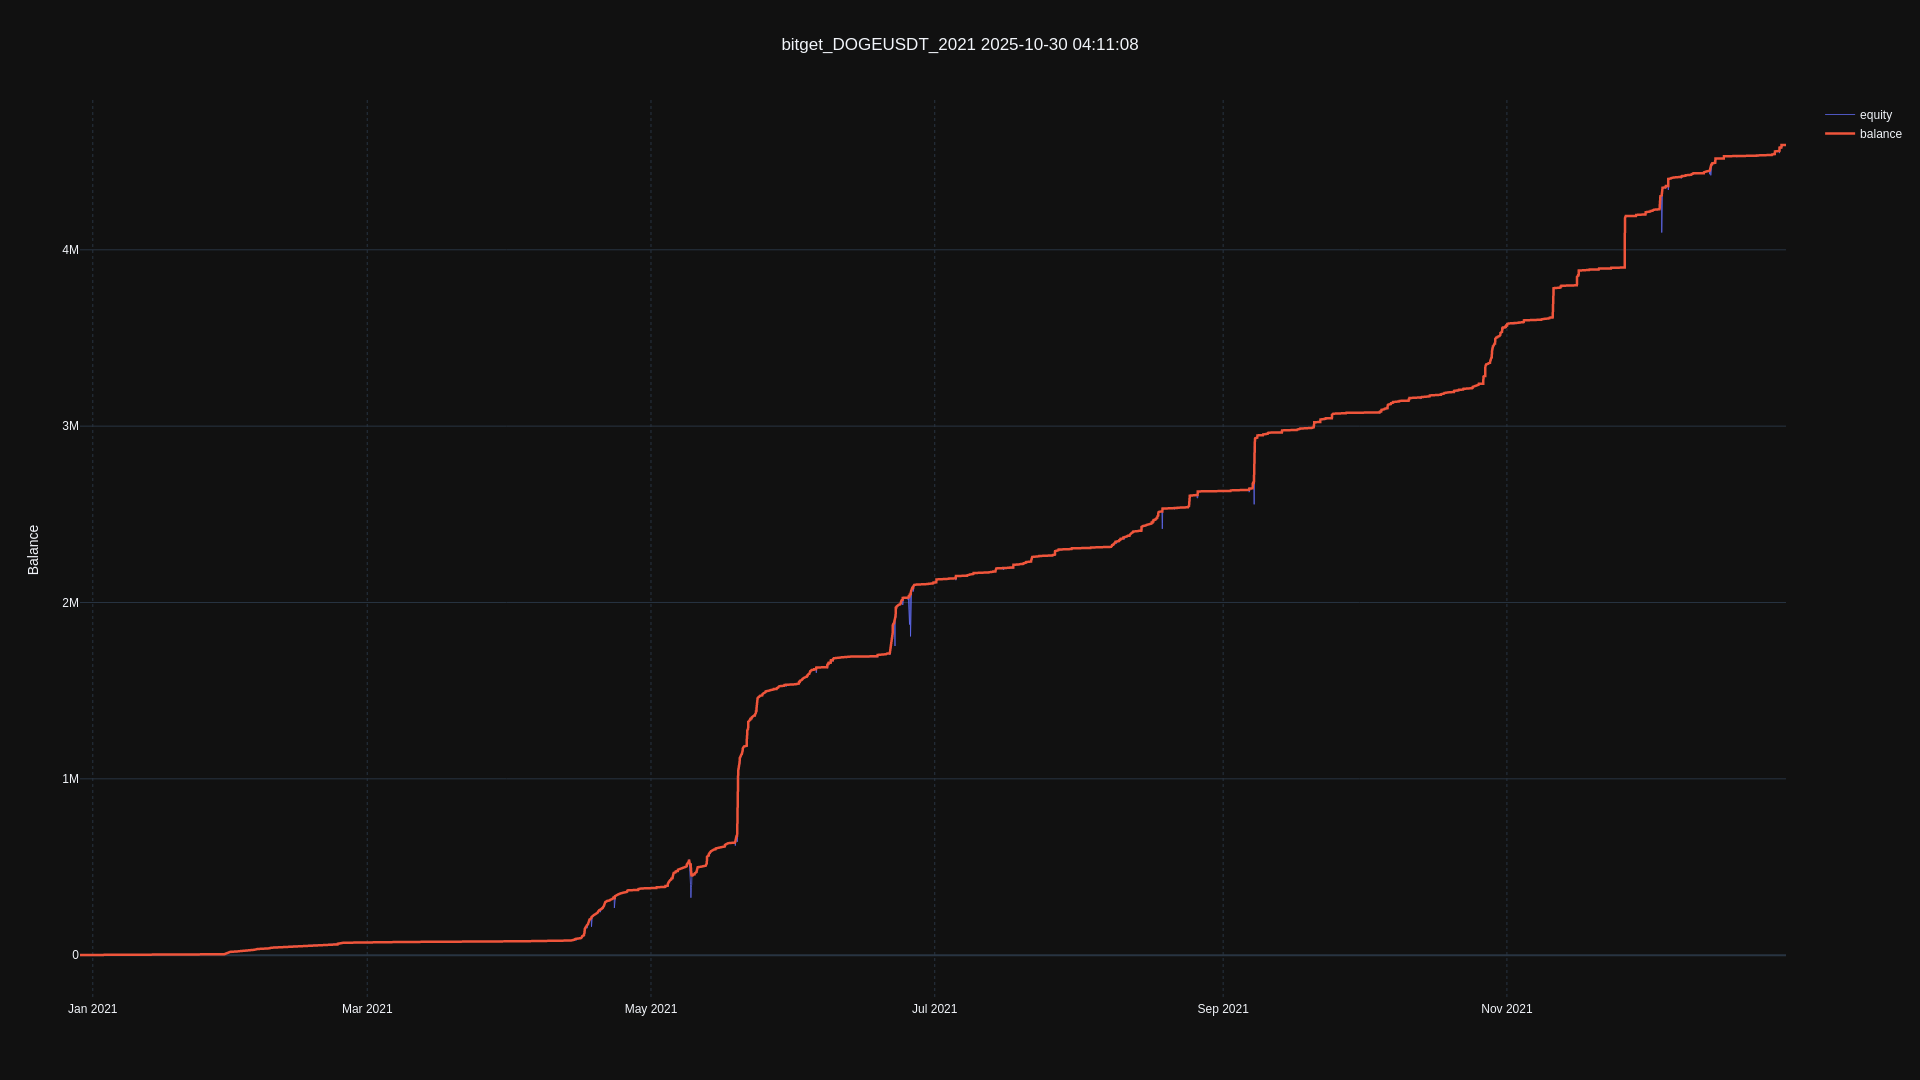 bitget_DOGEUSDT_2021 2025-10-30 04:11:08
equity
balance
4M
3M
2M
1M
0
Balance
Jan 2021
Mar 2021
May 2021
Jul 2021
Sep 2021
Nov 2021